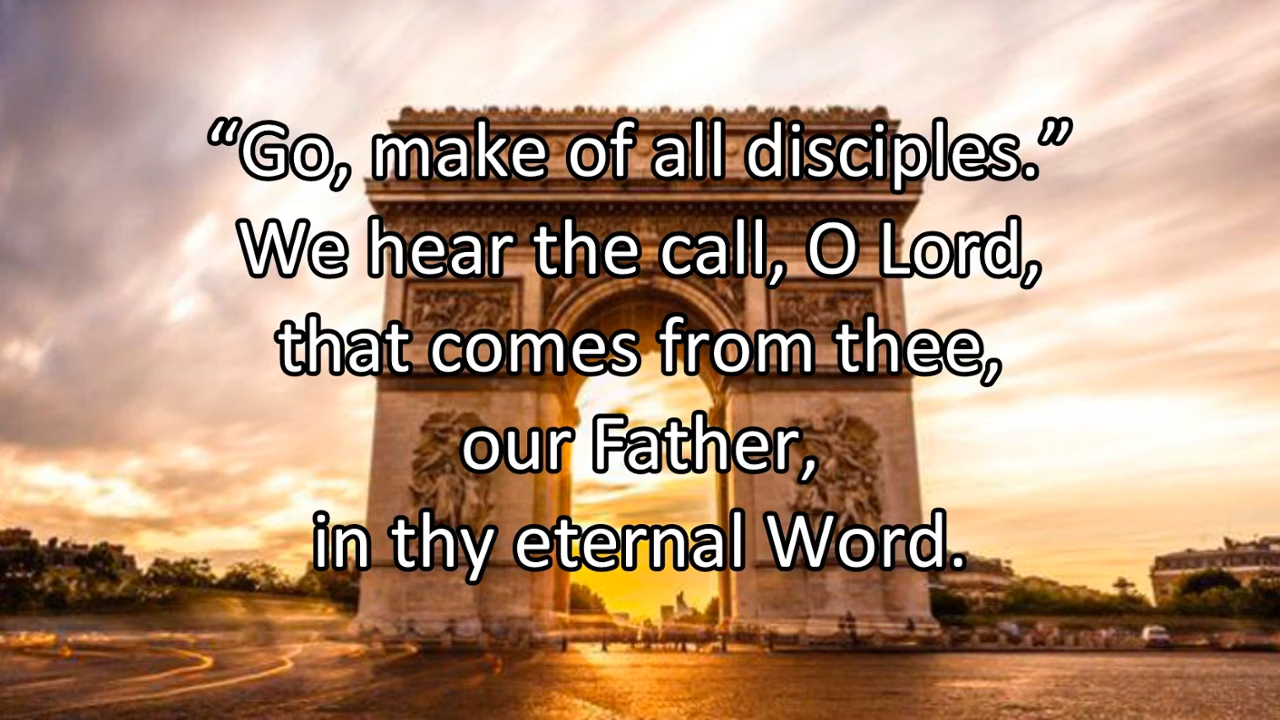 “Go, make of all disciples.”
We hear the call, O Lord,
that comes from thee,
our Father,
in thy eternal Word.